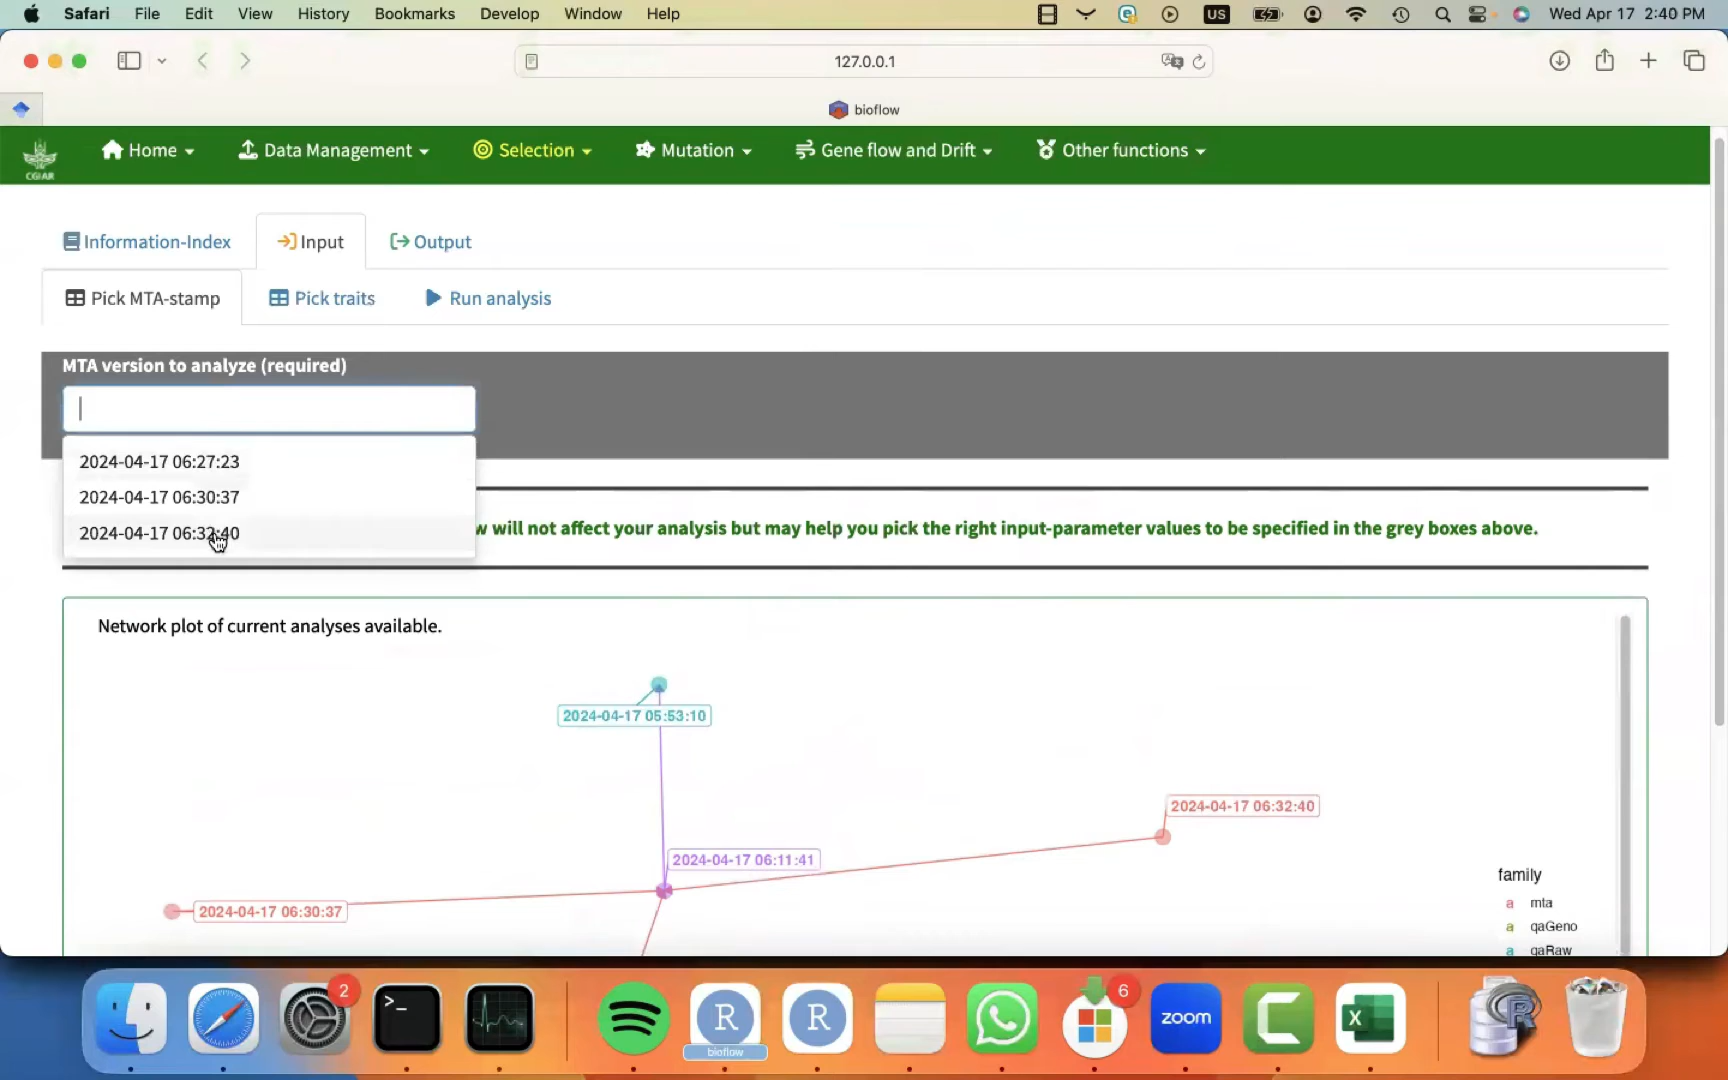 Safari File Edit View History Bookmarks Develop Window Help US Wed Apr 17 2:40 PM
127.0.0.1
bioflow
CGIAR Home Data Management Selection Mutation Gene flow and Drift Other functions
Information-Index Input Output
Pick MTA-stamp Pick traits Run analysis
MTA version to analyze (required)
2024-04-17 06:27:23
2024-04-17 06:30:37
2024-04-17 06:32:40
w will not affect your analysis but may help you pick the right input-parameter values to be specified in the grey boxes above.
Network plot of current analyses available.
2024-04-17 05:53:10
2024-04-17 06:32:40
2024-04-17 06:11:41
2024-04-17 06:30:37
family
a mta
a qaGeno
a qaRaw
2
6
>_
R
R
zoom
C
X
R
bioflow